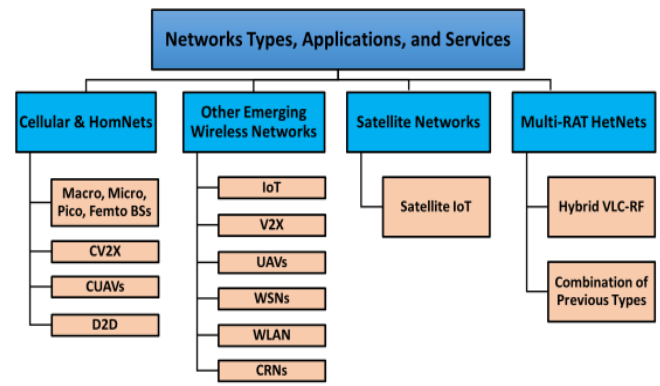 Networks Types, Applications, and Services
Cellular & HomNets
Other Emerging
Wireless Networks
Satellite Networks
Multi-RAT HetNets
Macro, Micro,
Pico, Femto BSs
CV2X
CUAVs
D2D
IoT
V2X
UAVs
WSNs
WLAN
CRNs
Satellite IoT
Hybrid VLC-RF
Combination of
Previous Types